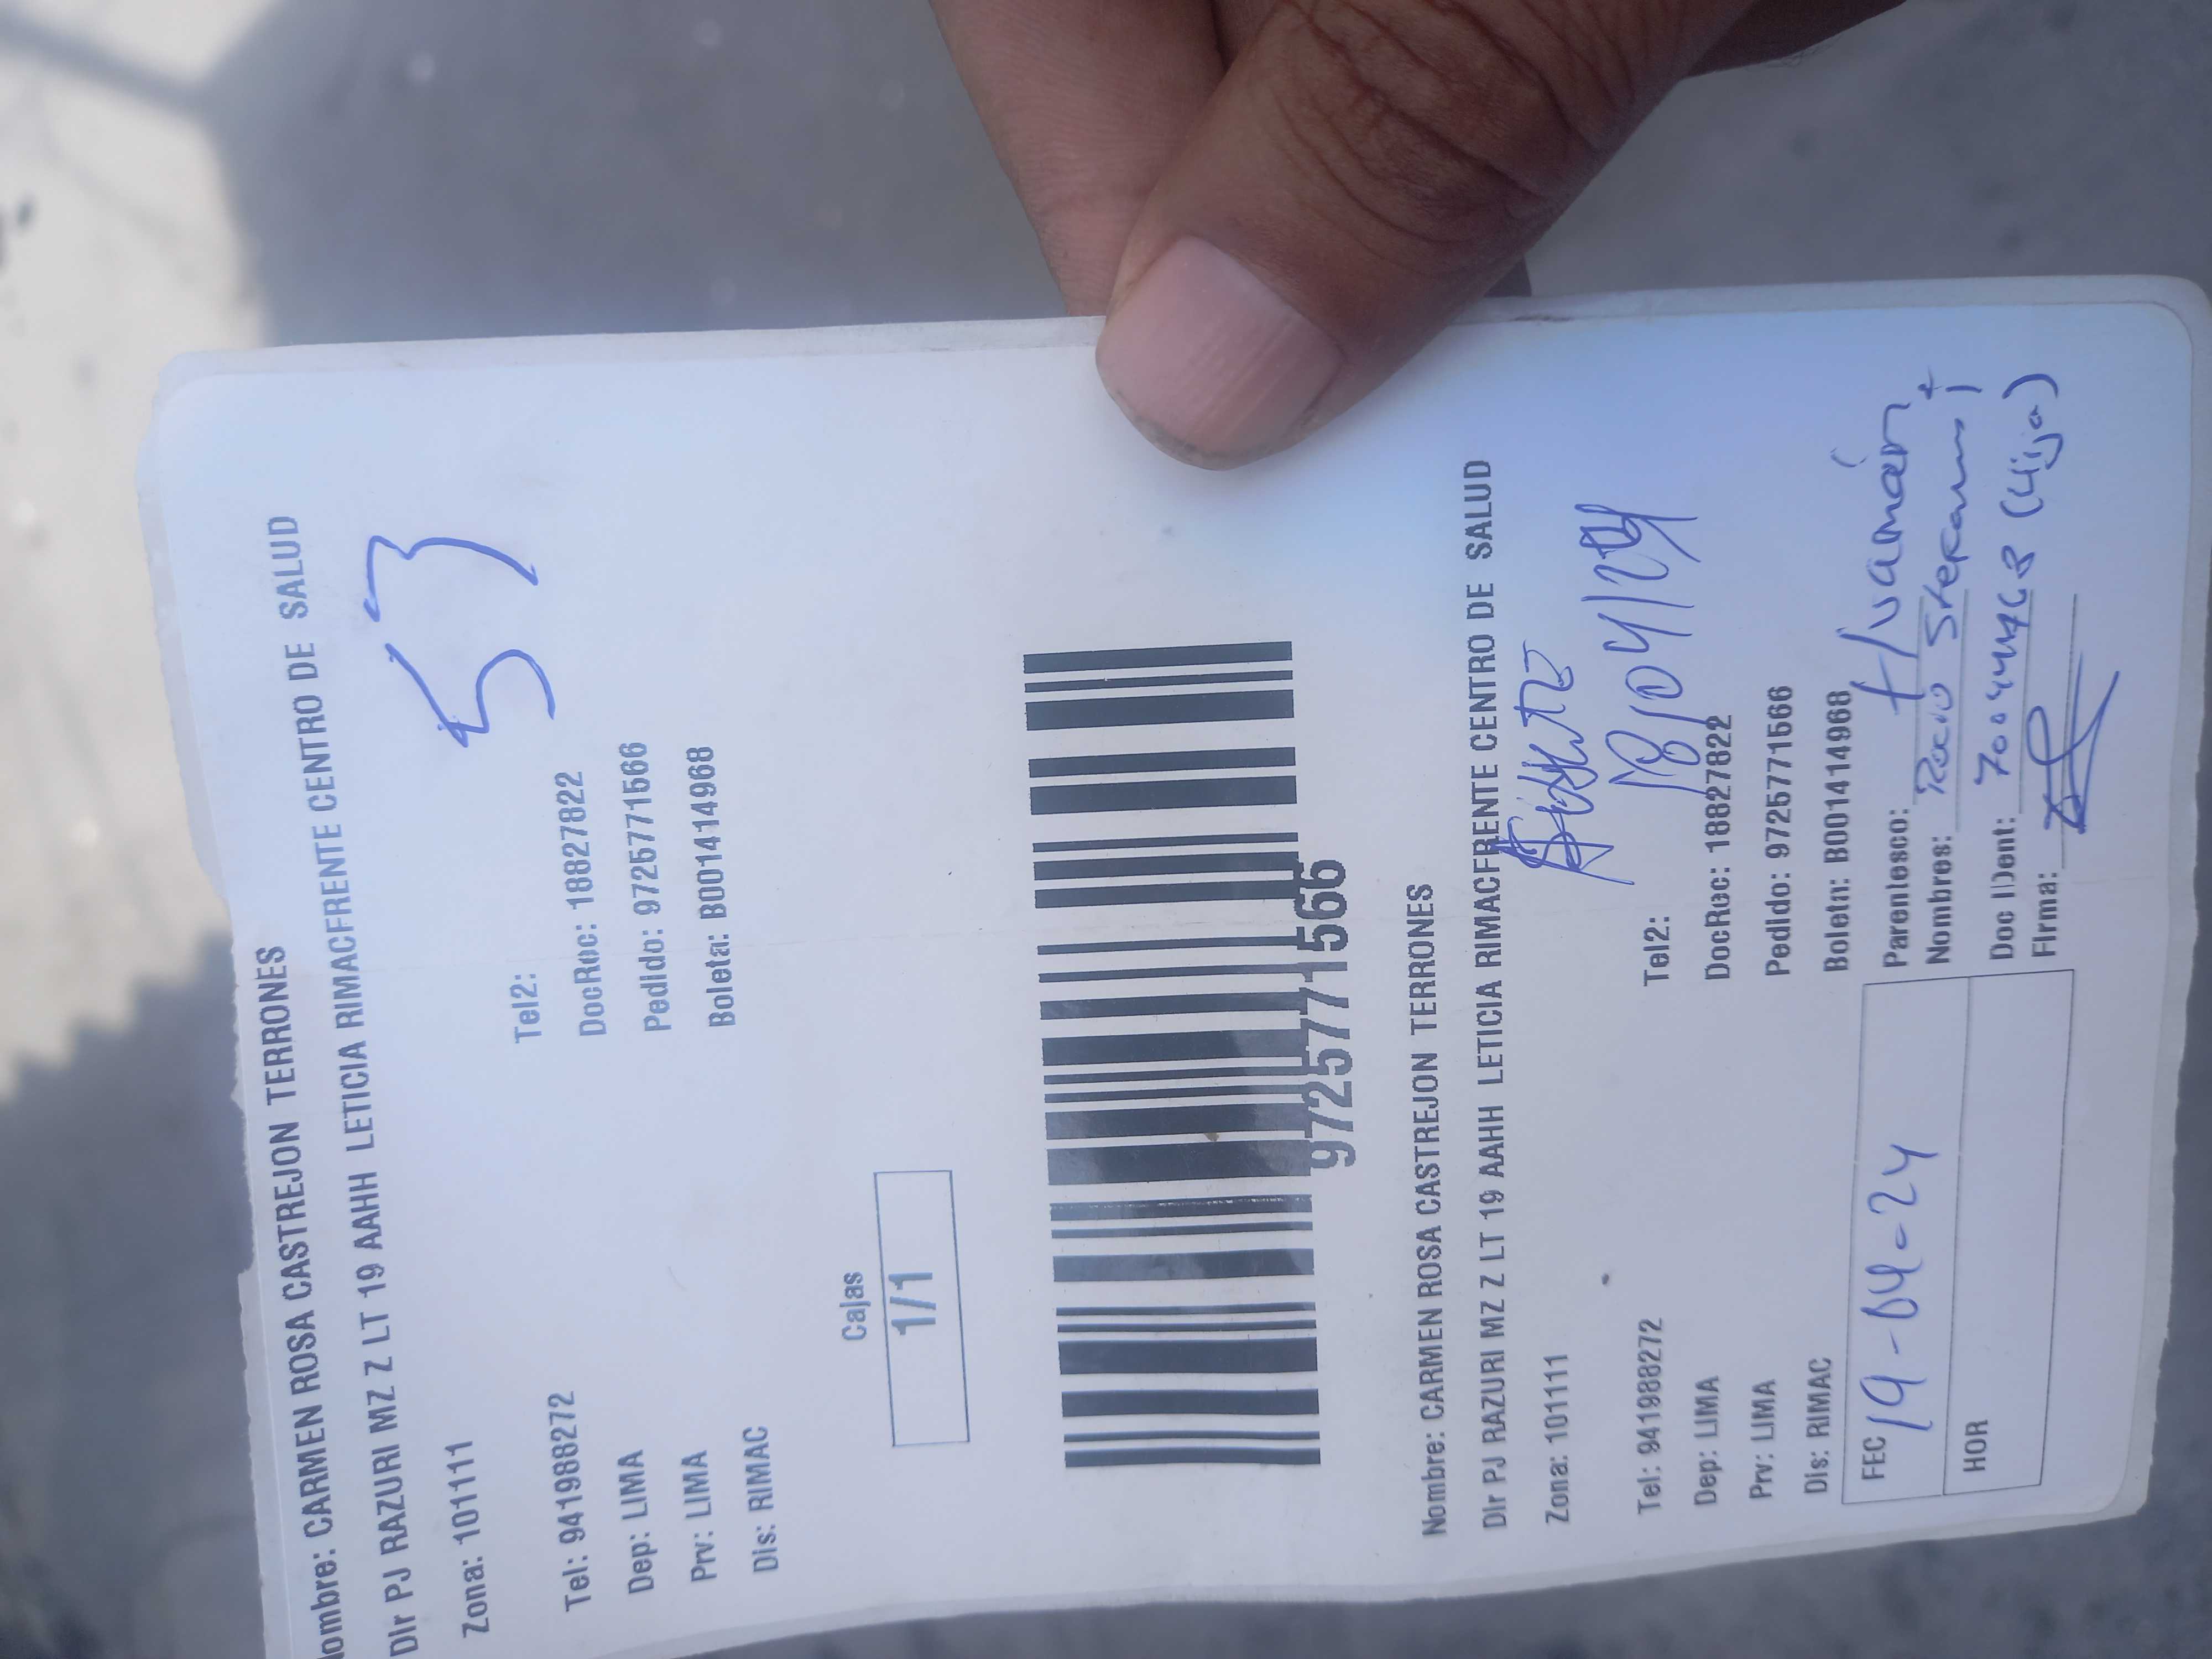 ombre: CARMEN ROSA CASTREJON TERRONES
DIr PJ RAZURI MZ Z LT 19 AAHH LETICIA RIMACFRENTE CENTRO DE SALUD
53
Zona: 101111
Tel: 941988272 Tel2:
Dep: LIMA DocRec: 18827822
Prv: LIMA Pedido: 9725771566
Dis: RIMAC Boleta: B001414968
Cajas
1/1
9725771566
Nombre: CARMEN ROSA CASTREJON TERRONES
DIr PJ RAZURI MZ Z LT 19 AAHH LETICIA RIMACFRENTE CENTRO DE SALUD
Zona: 101111
18/04/24
Tel: 941988272 Tel2:
Dep: LIMA DocRec: 18827822
Prv: LIMA Pedido: 9725771566
Dis: RIMAC Boleta: B001414968
FEC 19-04-24
HOR
Parentesco: Huamán
Nombres: Rocio
Doc IDent: (Hija)
Firma: